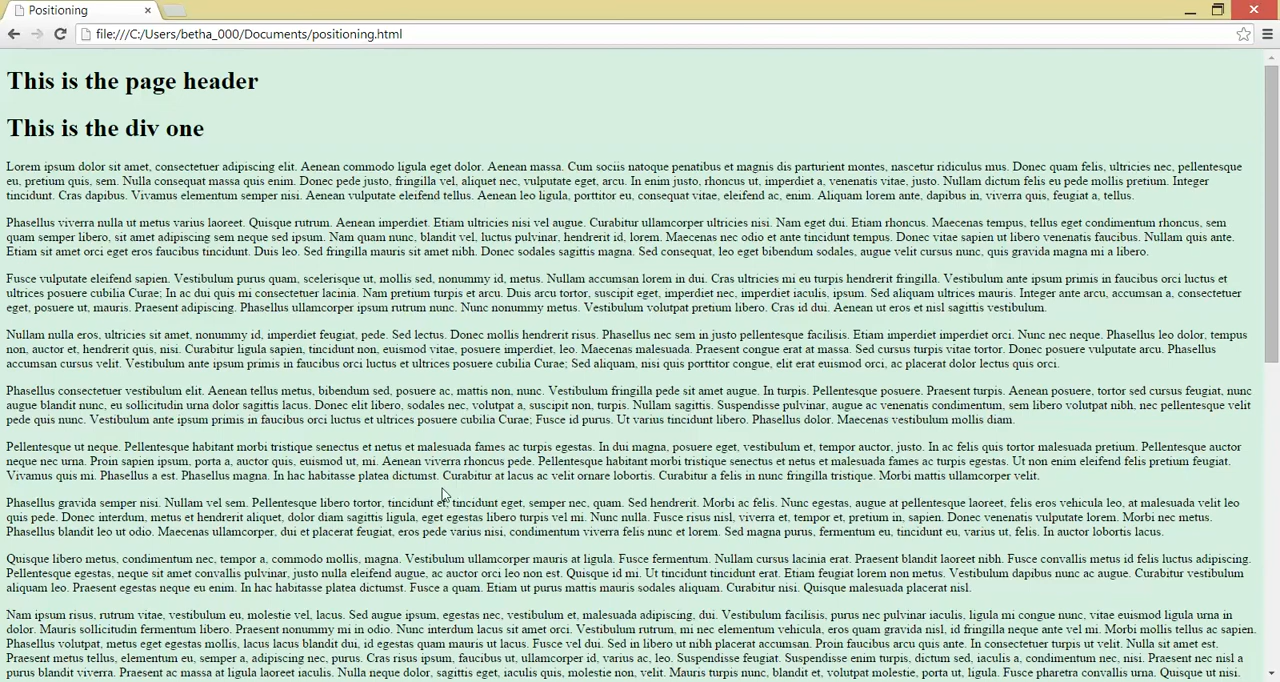 Positioning
file:///C:/Users/betha_000/Documents/positioning.html
This is the page header
This is the div one
Lorem ipsum dolor sit amet, consectetuer adipiscing elit. Aenean commodo ligula eget dolor. Aenean massa. Cum sociis natoque penatibus et magnis dis parturient montes, nascetur ridiculus mus. Donec quam felis, ultricies nec, pellentesque
eu, pretium quis, sem. Nulla consequat massa quis enim. Donec pede justo, fringilla vel, aliquet nec, vulputate eget, arcu. In enim justo, rhoncus ut, imperdiet a, venenatis vitae, justo. Nullam dictum felis eu pede mollis pretium. Integer
tincidunt. Cras dapibus. Vivamus elementum semper nisi. Aenean vulputate eleifend tellus. Aenean leo ligula, porttitor eu, consequat vitae, eleifend ac, enim. Aliquam lorem ante, dapibus in, viverra quis, feugiat a, tellus.
Phasellus viverra nulla ut metus varius laoreet. Quisque rutrum. Aenean imperdiet. Etiam ultricies nisi vel augue. Curabitur ullamcorper ultricies nisi. Nam eget dui. Etiam rhoncus. Maecenas tempus, tellus eget condimentum rhoncus, sem
quam semper libero, sit amet adipiscing sem neque sed ipsum. Nam quam nunc, blandit vel, luctus pulvinar, hendrerit id, lorem. Maecenas nec odio et ante tincidunt tempus. Donec vitae sapien ut libero venenatis faucibus. Nullam quis ante.
Etiam sit amet orci eget eros faucibus tincidunt. Duis leo. Sed fringilla mauris sit amet nibh. Donec sodales sagittis magna. Sed consequat, leo eget bibendum sodales, augue velit cursus nunc, quis gravida magna mi a libero.
Fusce vulputate eleifend sapien. Vestibulum purus quam, scelerisque ut, mollis sed, nonummy id, metus. Nullam accumsan lorem in dui. Cras ultricies mi eu turpis hendrerit fringilla. Vestibulum ante ipsum primis in faucibus orci luctus et
ultrices posuere cubilia Curae; In ac dui quis mi consectetuer lacinia. Nam pretium turpis et arcu. Duis arcu tortor, suscipit eget, imperdiet nec, imperdiet iaculis, ipsum. Sed aliquam ultrices mauris. Integer ante arcu, accumsan a, consectetuer
eget, posuere ut, mauris. Praesent adipiscing. Phasellus ullamcorper ipsum rutrum nunc. Nunc nonummy metus. Vestibulum volutpat pretium libero. Cras id dui. Aenean ut eros et nisl sagittis vestibulum.
Nullam nulla eros, ultricies sit amet, nonummy id, imperdiet feugiat, pede. Sed lectus. Donec mollis hendrerit risus. Phasellus nec sem in justo pellentesque facilisis. Etiam imperdiet imperdiet orci. Nunc nec neque. Phasellus leo dolor, tempus
non, auctor et, hendrerit quis, nisi. Curabitur ligula sapien, tincidunt non, euismod vitae, posuere imperdiet, leo. Maecenas malesuada. Praesent congue erat at massa. Sed cursus turpis vitae tortor. Donec posuere vulputate arcu. Phasellus
accumsan cursus velit. Vestibulum ante ipsum primis in faucibus orci luctus et ultrices posuere cubilia Curae; Sed aliquam, nisi quis porttitor congue, elit erat euismod orci, ac placerat dolor lectus quis orci.
Phasellus consectetuer vestibulum elit. Aenean tellus metus, bibendum sed, posuere ac, mattis non, nunc. Vestibulum fringilla pede sit amet augue. In turpis. Pellentesque posuere. Praesent turpis. Aenean posuere, tortor sed cursus feugiat, nunc
augue blandit nunc, eu sollicitudin urna dolor sagittis lacus. Donec elit libero, sodales nec, volutpat a, suscipit non, turpis. Nullam sagittis. Suspendisse pulvinar, augue ac venenatis condimentum, sem libero volutpat nibh, nec pellentesque velit
pede quis nunc. Vestibulum ante ipsum primis in faucibus orci luctus et ultrices posuere cubilia Curae; Fusce id purus. Ut varius tincidunt libero. Phasellus dolor. Maecenas vestibulum mollis diam.
Pellentesque ut neque. Pellentesque habitant morbi tristique senectus et netus et malesuada fames ac turpis egestas. In dui magna, posuere eget, vestibulum et, tempor auctor, justo. In ac felis quis tortor malesuada pretium. Pellentesque auctor
neque nec urna. Proin sapien ipsum, porta a, auctor quis, euismod ut, mi. Aenean viverra rhoncus pede. Pellentesque habitant morbi tristique senectus et netus et malesuada fames ac turpis egestas. Ut non enim eleifend felis pretium feugiat.
Vivamus quis mi. Phasellus a est. Phasellus magna. In hac habitasse platea dictumst. Curabitur at lacus ac velit ornare lobortis. Curabitur a felis in nunc fringilla tristique. Morbi mattis ullamcorper velit.
Phasellus gravida semper nisi. Nullam vel sem. Pellentesque libero tortor, tincidunt et, tincidunt eget, semper nec, quam. Sed hendrerit. Morbi ac felis. Nunc egestas, augue at pellentesque laoreet, felis eros vehicula leo, at malesuada velit leo
quis pede. Donec interdum, metus et hendrerit aliquet, dolor diam sagittis ligula, eget egestas libero turpis vel mi. Nunc nulla. Fusce risus nisl, viverra et, tempor et, pretium in, sapien. Donec venenatis vulputate lorem. Morbi nec metus.
Phasellus blandit leo ut odio. Maecenas ullamcorper, dui et placerat feugiat, eros pede varius nisi, condimentum viverra felis nunc et lorem. Sed magna purus, fermentum eu, tincidunt eu, varius ut, felis. In auctor lobortis lacus.
Quisque libero metus, condimentum nec, tempor a, commodo mollis, magna. Vestibulum ullamcorper mauris at ligula. Fusce fermentum. Nullam cursus lacinia erat. Praesent blandit laoreet nibh. Fusce convallis metus id felis luctus adipiscing.
Pellentesque egestas, neque sit amet convallis pulvinar, justo nulla eleifend augue, ac auctor orci leo non est. Quisque id mi. Ut tincidunt tincidunt erat. Etiam feugiat lorem non metus. Vestibulum dapibus nunc ac augue. Curabitur vestibulum
aliquam leo. Praesent egestas neque eu enim. In hac habitasse platea dictumst. Fusce a quam. Etiam ut purus mattis mauris sodales aliquam. Curabitur nisi. Quisque malesuada placerat nisl.
Nam ipsum risus, rutrum vitae, vestibulum eu, molestie vel, lacus. Sed augue ipsum, egestas nec, vestibulum et, malesuada adipiscing, dui. Vestibulum facilisis, purus nec pulvinar iaculis, ligula mi congue nunc, vitae euismod ligula urna in
dolor. Mauris sollicitudin fermentum libero. Praesent nonummy mi in odio. Nunc interdum lacus sit amet orci. Vestibulum rutrum, mi nec elementum vehicula, eros quam gravida nisl, id fringilla neque ante vel mi. Morbi mollis tellus ac sapien.
Phasellus volutpat, metus eget egestas mollis, lacus lacus blandit dui, id egestas quam mauris ut lacus. Fusce vel dui. Sed in libero ut nibh placerat accumsan. Proin faucibus arcu quis ante. In consectetuer turpis ut velit. Nulla sit amet est.
Praesent metus tellus, elementum eu, semper a, adipiscing nec, purus. Cras risus ipsum, faucibus ut, ullamcorper id, varius ac, leo. Suspendisse feugiat. Suspendisse enim turpis, dictum sed, iaculis a, condimentum nec, nisi. Praesent nec nisl a
purus blandit viverra. Praesent ac massa at ligula laoreet iaculis. Nulla neque dolor, sagittis eget, iaculis quis, molestie non, velit. Mauris turpis nunc, blandit et, volutpat molestie, porta ut, ligula. Fusce pharetra convallis urna. Quisque ut nisi.